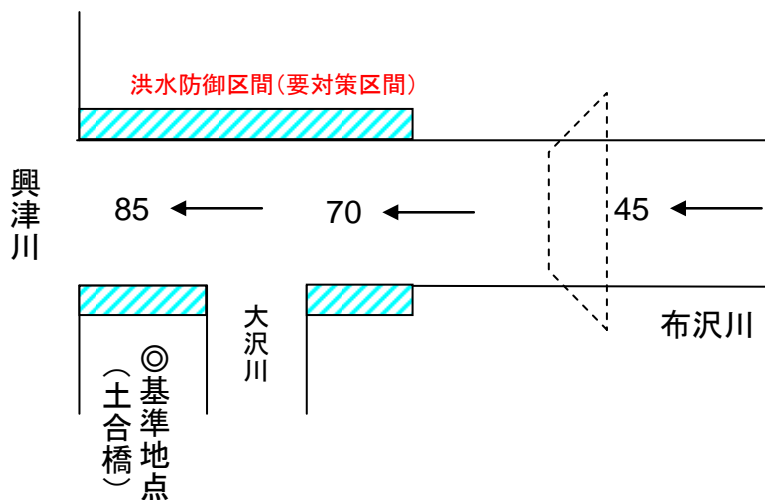 洪水防御区間(要対策区間)
興津川
85
70
45
大沢川
布沢川
◎基準地点
(土合橋)